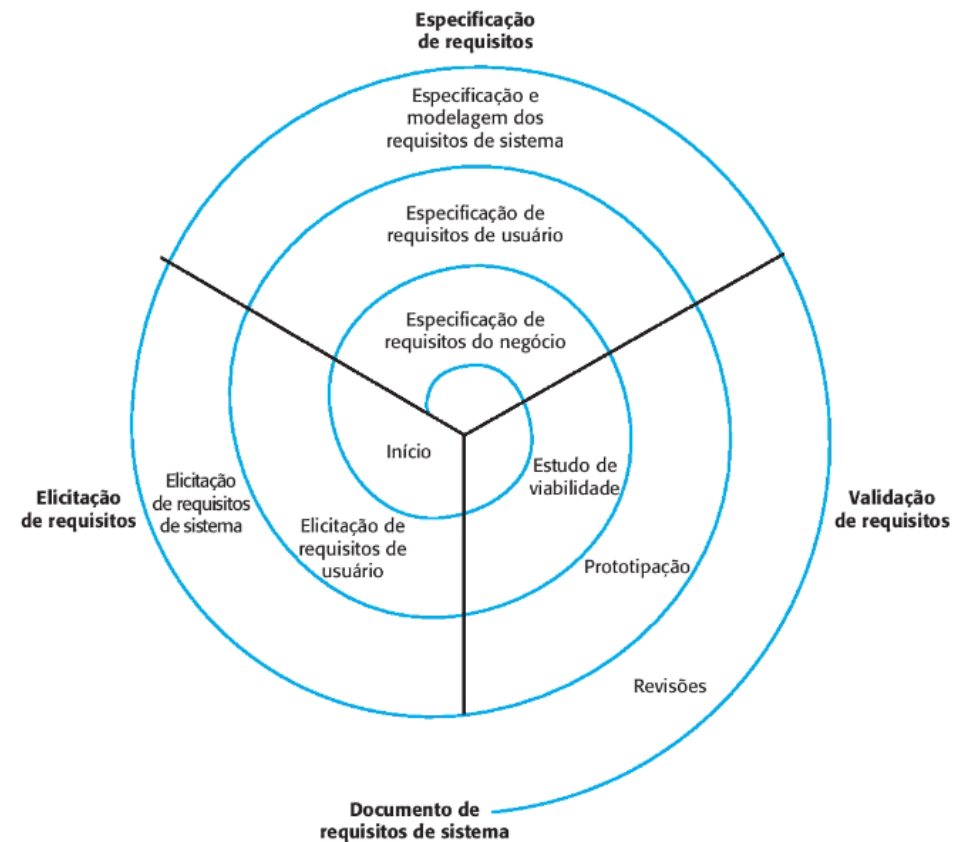 Especificação
de requisitos
Especificação e
modelagem dos
requisitos de sistema
Especificação de
requisitos de usuário
Especificação de
requisitos do negócio
Início
Estudo de
viabilidade
Elicitação
de requisitos
Elicitação
de requisitos
de sistema
Elicitação de
requisitos de
usuário
Validação
de requisitos
Prototipação
Revisões
Documento de
requisitos de sistema